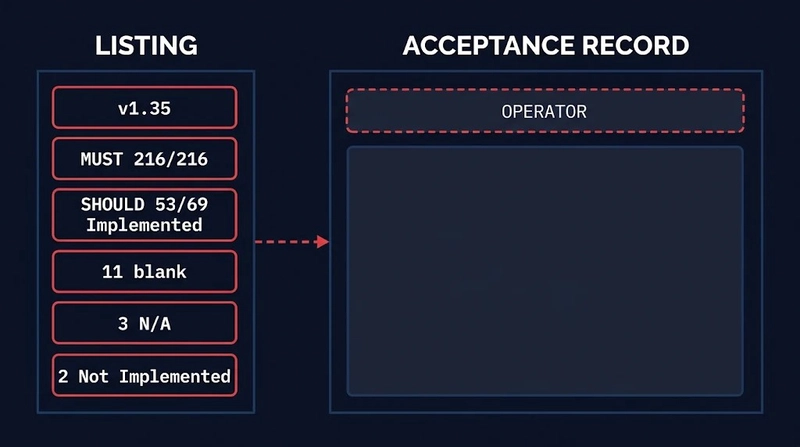 LISTING
v1.35
MUST 216/216
SHOULD 53/69
Implemented
11 blank
3 N/A
2 Not Implemented
ACCEPTANCE RECORD
OPERATOR